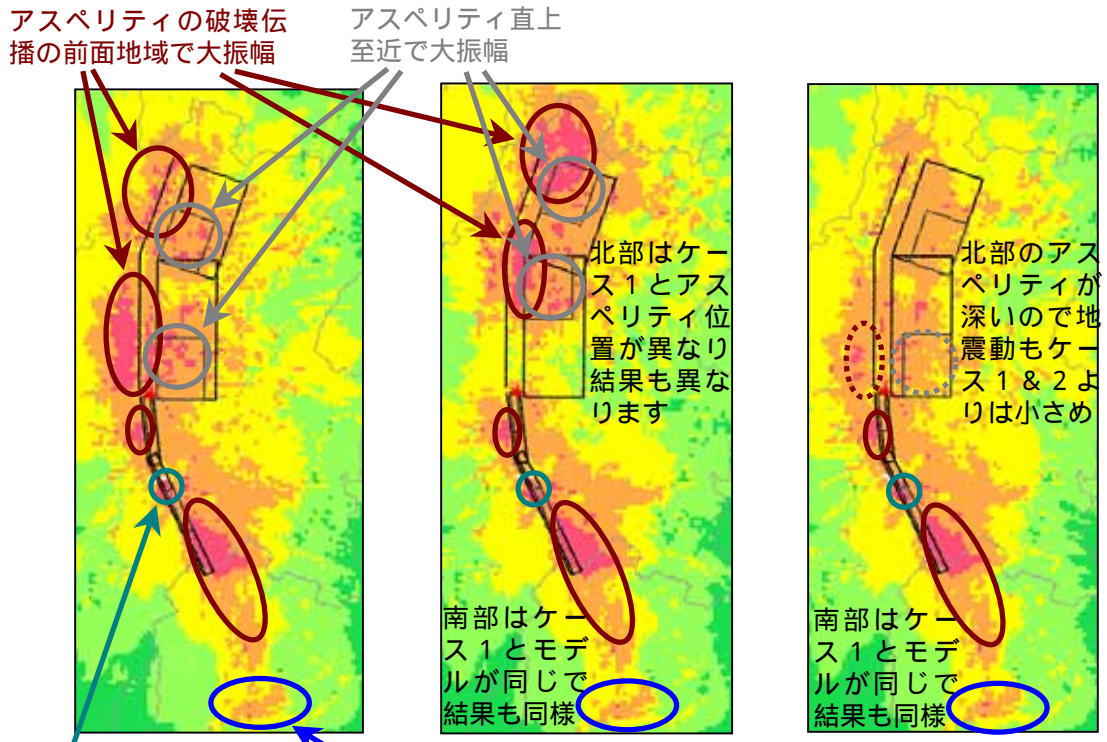 アスペリティの破壊伝
播の前面地域で大振幅
アスペリティ直上
至近で大振幅
北部はケー
ス１とアス
ペリティ位
置が異なり
結果も異な
ります
南部はケー
ス１とモデ
ルが同じで
結果も同様
北部のアス
ペリティが
深いので地
震動もケー
ス１＆２よ
りは小さめ
南部はケー
ス１とモデ
ルが同じで
結果も同様